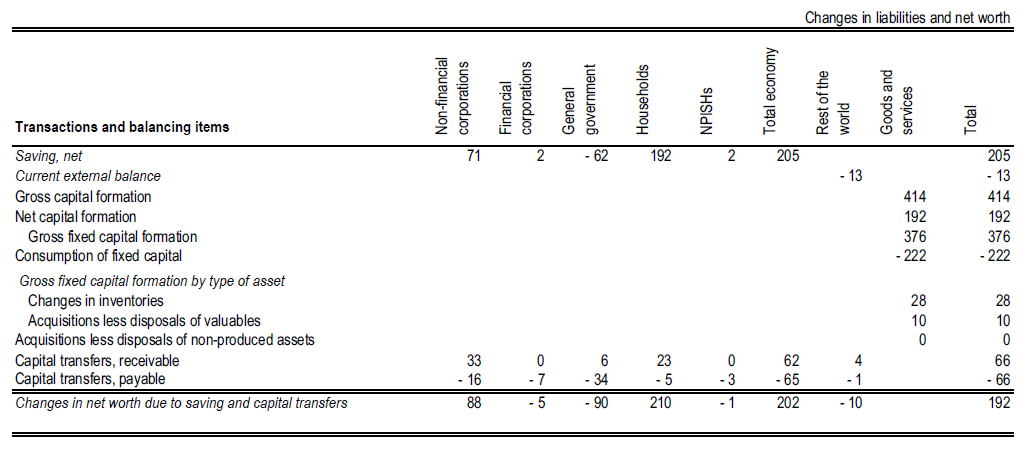 Changes in liabilities and net worth
Transactions and balancing items Non-financial corporations Financial corporations General government Households NPISHs Total economy Rest of the world Goods and services Total
Saving, net 71 2 - 62 192 2 205 205
Current external balance - 13 - 13
Gross capital formation 414 414
Net capital formation 192 192
Gross fixed capital formation 376 376
Consumption of fixed capital - 222 - 222
Gross fixed capital formation by type of asset
Changes in inventories 28 28
Acquisitions less disposals of valuables 10 10
Acquisitions less disposals of non-produced assets 0 0
Capital transfers, receivable 33 0 6 23 0 62 4 66
Capital transfers, payable - 16 - 7 - 34 - 5 - 3 - 65 - 1 - 66
Changes in net worth due to saving and capital transfers 88 - 5 - 90 210 - 1 202 - 10 192